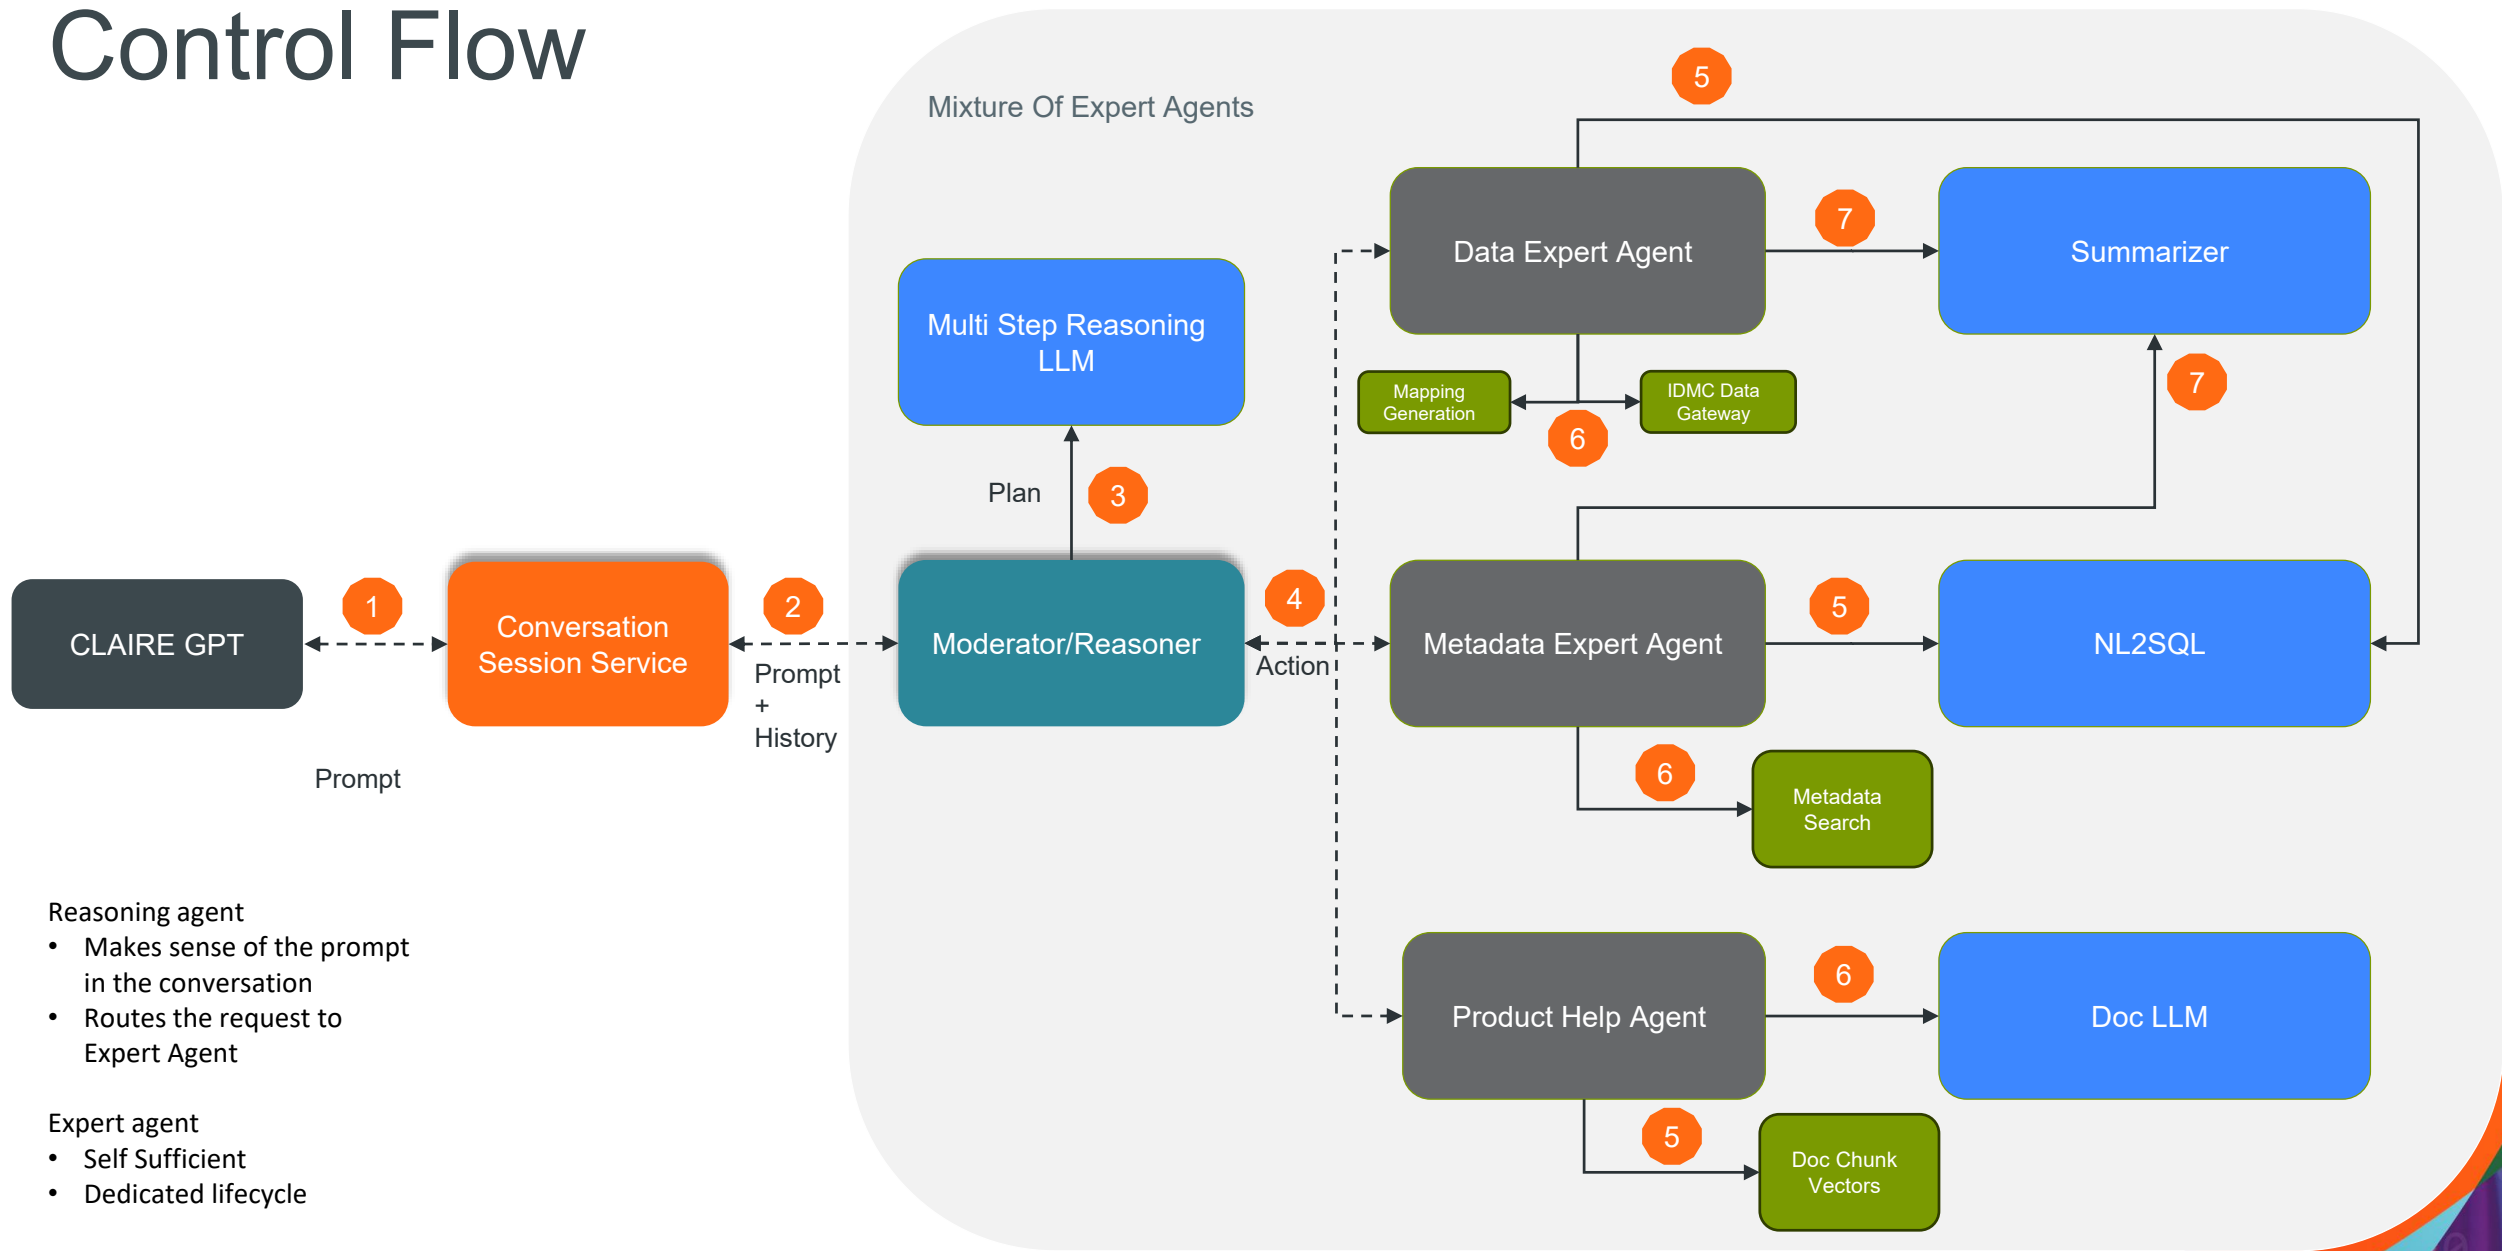 Control Flow
Mixture Of Expert Agents
5
Data Expert Agent
7
Summarizer
Multi Step Reasoning
LLM
Mapping
Generation
IDMC Data
Gateway
6
7
Plan
3
CLAIRE GPT
1
Prompt
Conversation
Session Service
2
Prompt
+
History
Moderator/Reasoner
4
Action
Metadata Expert Agent
5
NL2SQL
6
Metadata
Search
Product Help Agent
6
Doc LLM
5
Doc Chunk
Vectors
Reasoning agent
• Makes sense of the prompt
in the conversation
• Routes the request to
Expert Agent
Expert agent
• Self Sufficient
• Dedicated lifecycle